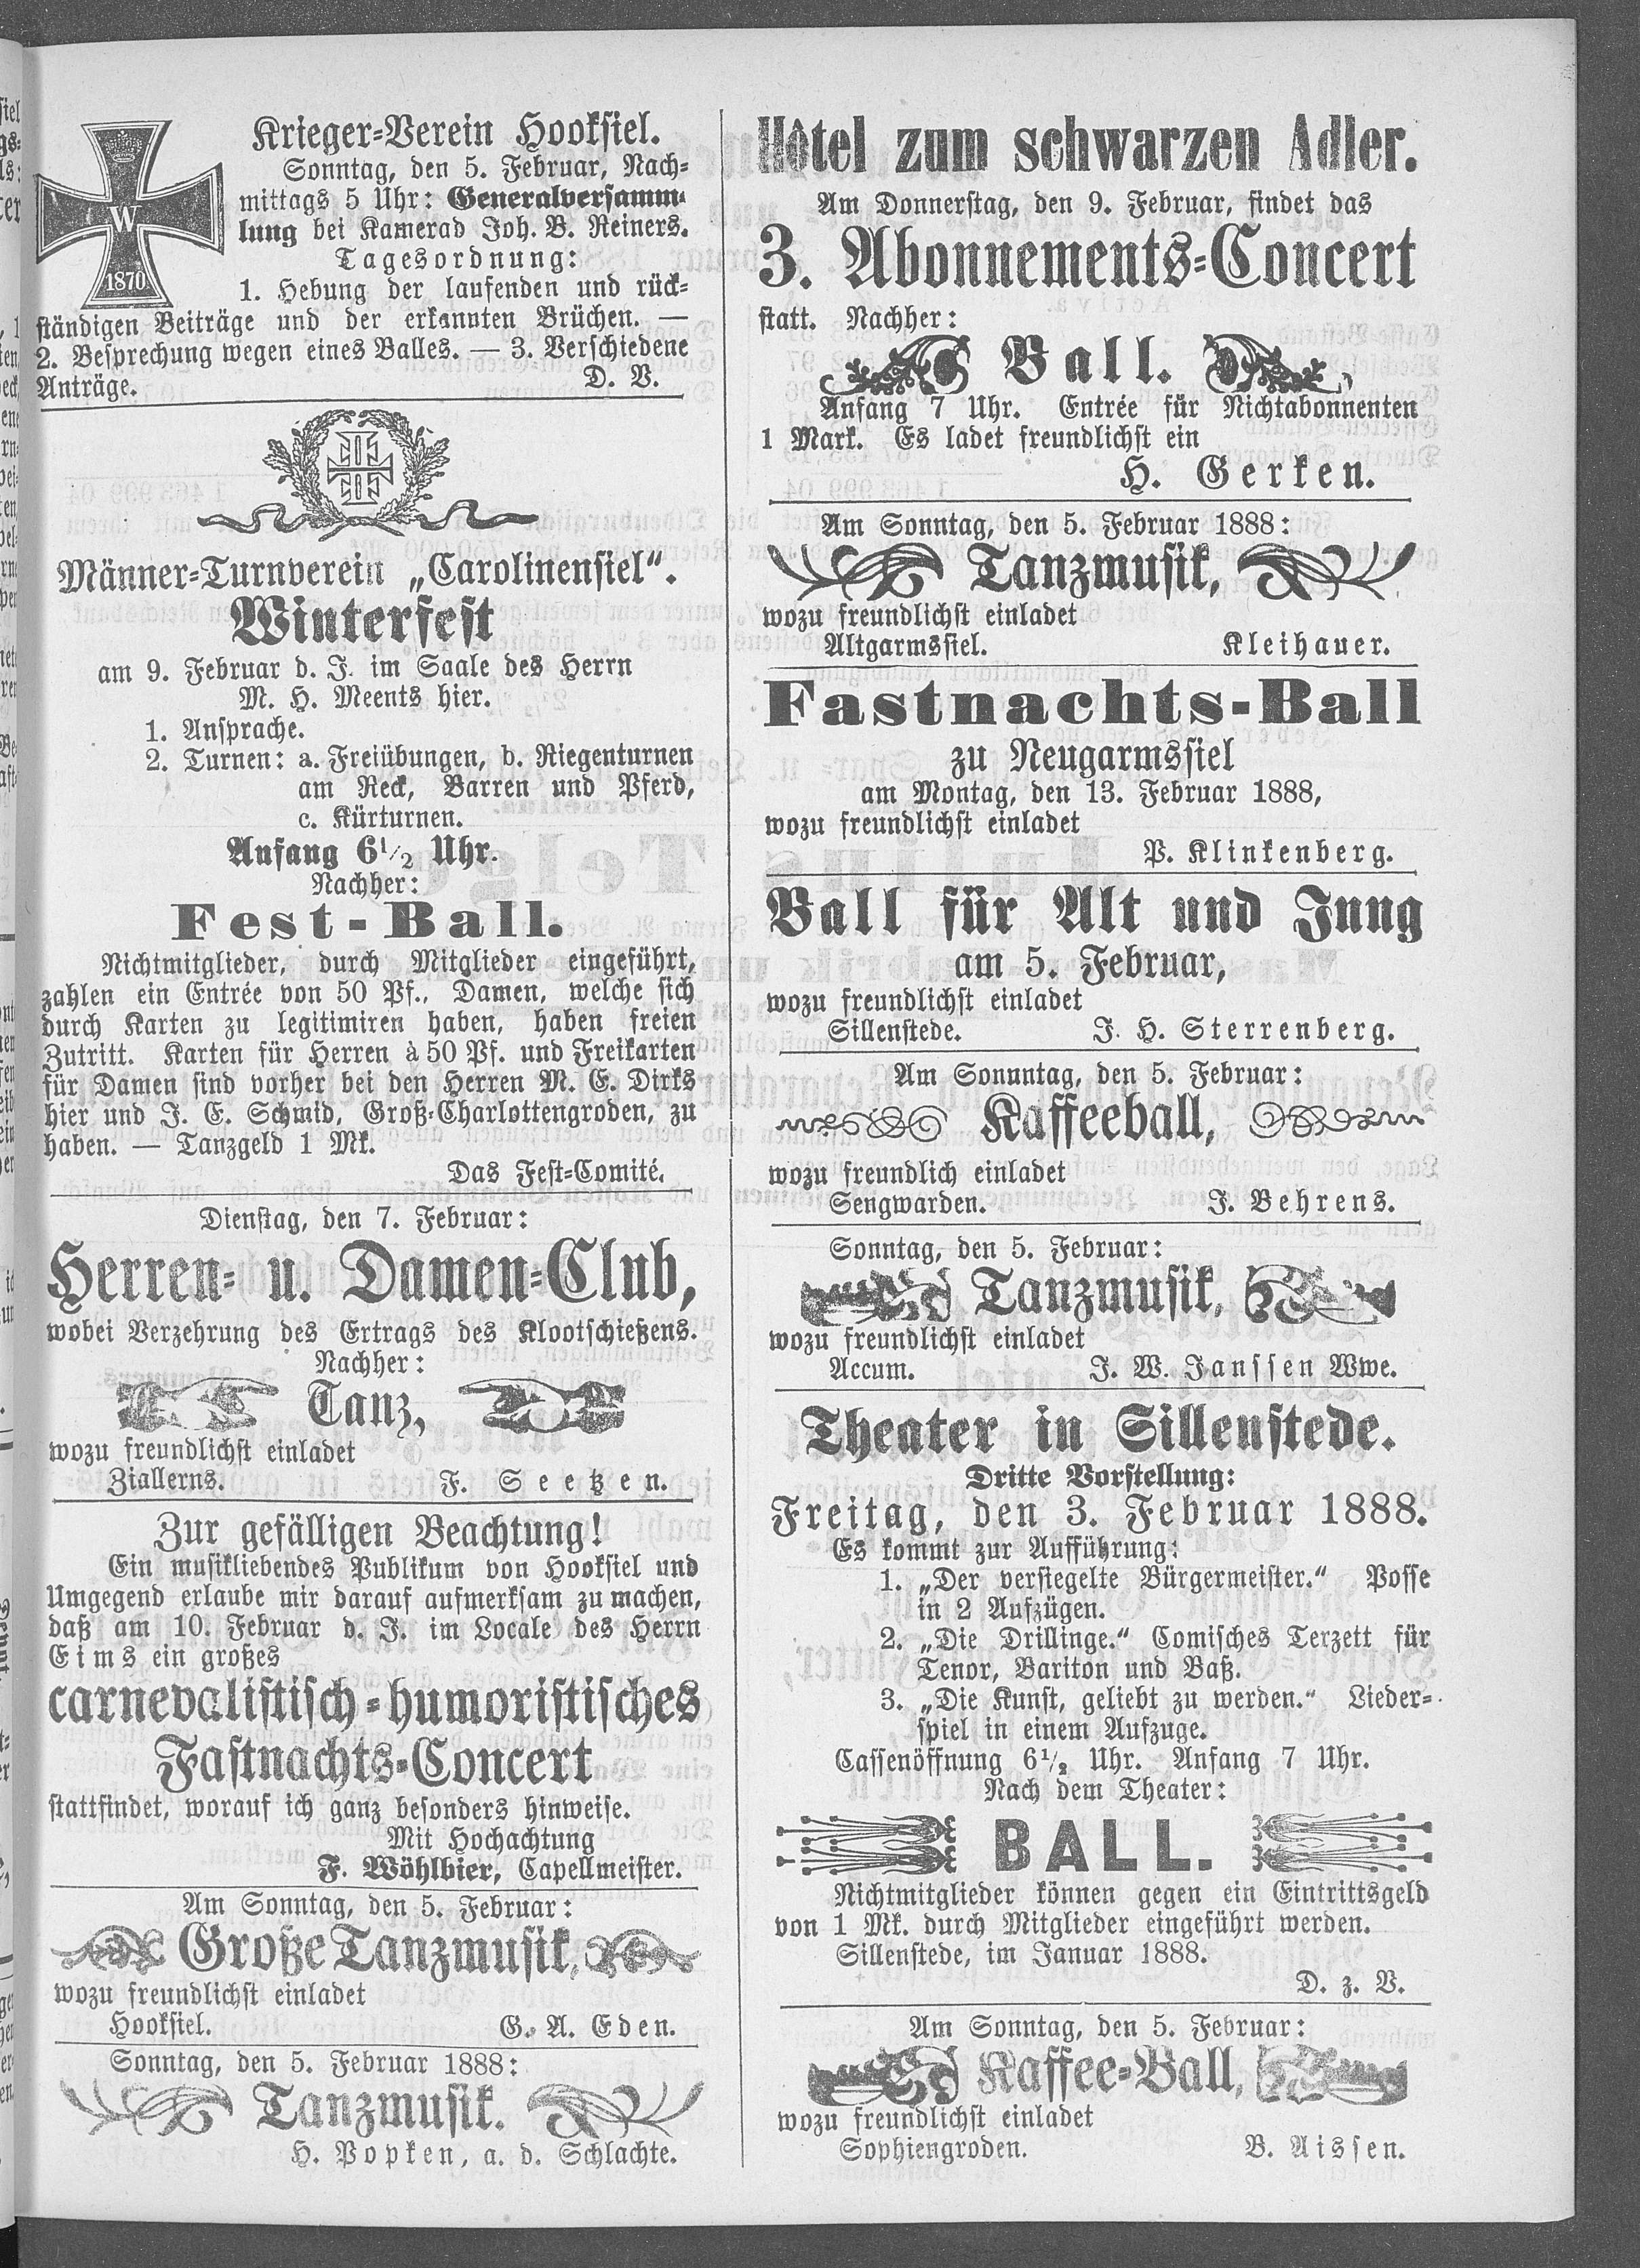 Krieger-Verein Hooksiel.
Sonntag, den 5. Februar, Nach-
mittags 5 Uhr: Generalversamm-
lung bei Kamerad Joh. B. Reiners.
Tagesordnung:
1. Hebung der laufenden und rück-
ständigen Beiträge und der erkannten Brüchen. —
2. Besprechung wegen eines Balles. — 3. Verschiedene
Anträge. D. V.
W
1870
Männer-Turnverein „Carolinensiel“.
Winterfest
am 9. Februar d. J. im Saale des Herrn
M. H. Meents hier.
1. Ansprache.
2. Turnen: a. Freiübungen, b. Riegenturnen
am Reck, Barren und Pferd,
c. Kürturnen.
Anfang 6½ Uhr.
Nachher:
Fest-Ball.
Nichtmitglieder, durch Mitglieder eingeführt,
zahlen ein Entrée von 50 Pf., Damen, welche sich
durch Karten zu legitimiren haben, haben freien
Zutritt. Karten für Herren à 50 Pf. und Freikarten
für Damen sind vorher bei den Herren M. E. Dirks
hier und J. E. Schmid, Groß-Charlottengroden, zu
haben. — Tanzgeld 1 Mk.
Das Fest-Comité.
Dienstag, den 7. Februar:
Herren- u. Damen-Club,
wobei Verzehrung des Ertrags des Klootschießens.
Nachher:
Tanz,
wozu freundlichst einladet
Ziallerns. F. Seetzen.
Zur gefälligen Beachtung!
Ein musikliebendes Publikum von Hooksiel und
Umgegend erlaube mir darauf aufmerksam zu machen,
daß am 10. Februar d. J. im Locale des Herrn
Eims ein großes
carnevalistisch-humoristisches
Fastnachts-Concert
stattfindet, worauf ich ganz besonders hinweise.
Mit Hochachtung
F. Wöhlbier, Capellmeister.
Am Sonntag, den 5. Februar:
Große Tanzmusik,
wozu freundlichst einladet
Hooksiel. G. A. Eden.
Sonntag, den 5. Februar 1888:
Tanzmusik.
H. Popken, a. d. Schlachte.
Hôtel zum schwarzen Adler.
Am Donnerstag, den 9. Februar, findet das
3. Abonnements-Concert
statt. Nachher:
Ball.
Anfang 7 Uhr. Entrée für Nichtabonnenten
1 Mark. Es ladet freundlichst ein
H. Gerken.
Am Sonntag, den 5. Februar 1888:
Tanzmusik,
wozu freundlichst einladet
Altgarmssiel. Kleihauer.
Fastnachts-Ball
zu Neugarmssiel
am Montag, den 13. Februar 1888,
wozu freundlichst einladet
P. Klinkenberg.
Ball für Alt und Jung
am 5. Februar,
wozu freundlichst einladet
Sillenstede. J. H. Sterrenberg.
Am Sonuntag, den 5. Februar:
Kaffeeball,
wozu freundlich einladet
Sengwarden. J. Behrens.
Sonntag, den 5. Februar:
Tanzmusik,
wozu freundlichst einladet
Accum. J. W. Janssen Wwe.
Theater in Sillenstede.
Dritte Vorstellung:
Freitag, den 3. Februar 1888.
Es kommt zur Aufführung:
1. „Der versiegelte Bürgermeister.“ Posse
in 2 Aufzügen.
2. „Die Drillinge.“ Comisches Terzett für
Tenor, Bariton und Baß.
3. „Die Kunst, geliebt zu werden.“ Lieder-
spiel in einem Aufzuge.
Cassenöffnung 6½ Uhr. Anfang 7 Uhr.
Nach dem Theater:
BALL.
Nichtmitglieder können gegen ein Eintrittsgeld
von 1 Mk. durch Mitglieder eingeführt werden.
Sillenstede, im Januar 1888.
D. z. V.
Am Sonntag, den 5. Februar:
Kaffee-Ball,
wozu freundlichst einladet
Sophiengroden. B. Aissen.